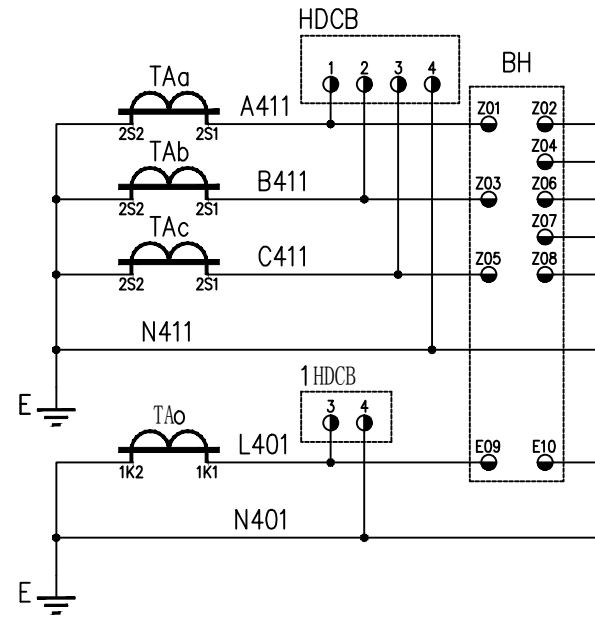 HDCB
1 2 3 4
BH
TAa
A411
Z01 Z02
2S2 2S1
Z04
TAb
B411
Z03 Z06
2S2 2S1
Z07
TAc
C411
Z05 Z08
2S2 2S1
N411
1HDCB
E
3 4
TAo
L401
E09 E10
1K2 1K1
N401
E